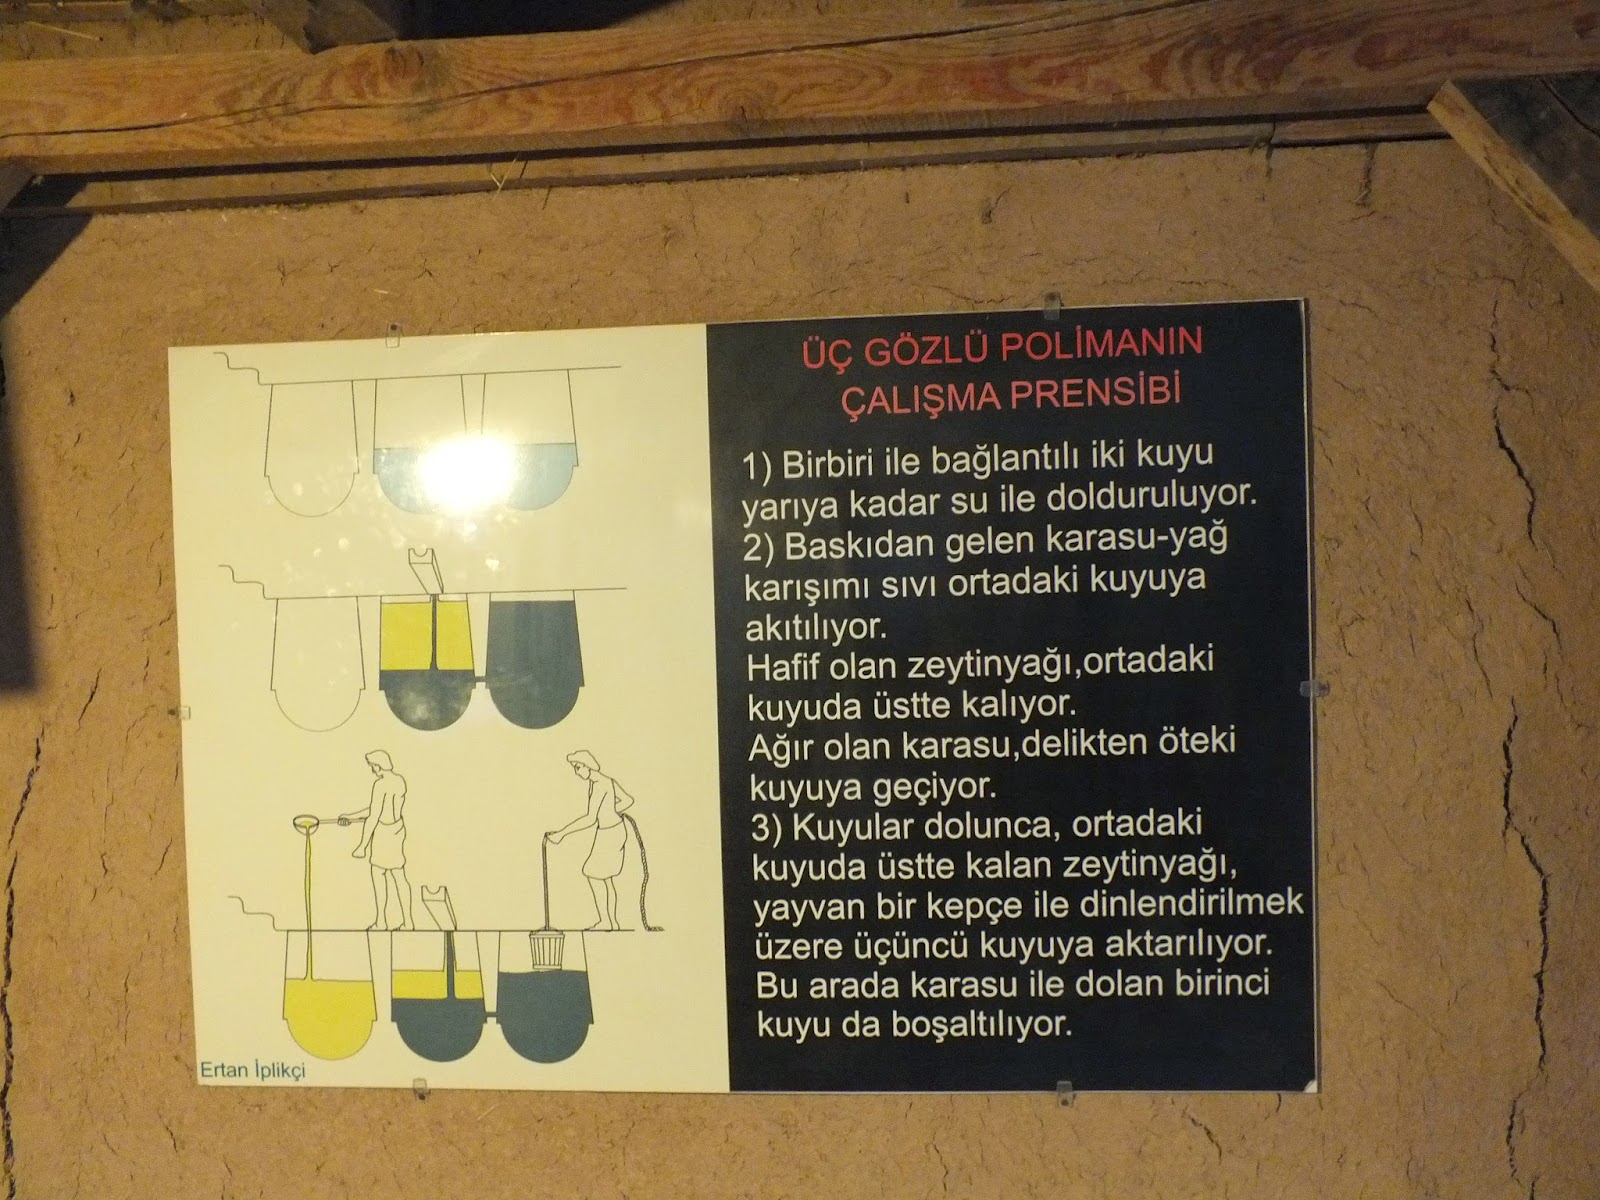 ÜÇ GÖZLÜ POLİMANIN
ÇALIŞMA PRENSİBİ
1) Birbiri ile bağlantılı iki kuyu
yarıya kadar su ile dolduruluyor.
2) Baskıdan gelen karasu-yağ
karışımı sıvı ortadaki kuyuya
akıtılıyor.
Hafif olan zeytinyağı,ortadaki
kuyuda üstte kalıyor.
Ağır olan karasu,delikten öteki
kuyuya geçiyor.
3) Kuyular dolunca, ortadaki
kuyuda üstte kalan zeytinyağı,
yayvan bir kepçe ile dinlendirilmek
üzere üçüncü kuyuya aktarılıyor.
Bu arada karasu ile dolan birinci
kuyu da boşaltılıyor.
Ertan İplikçi